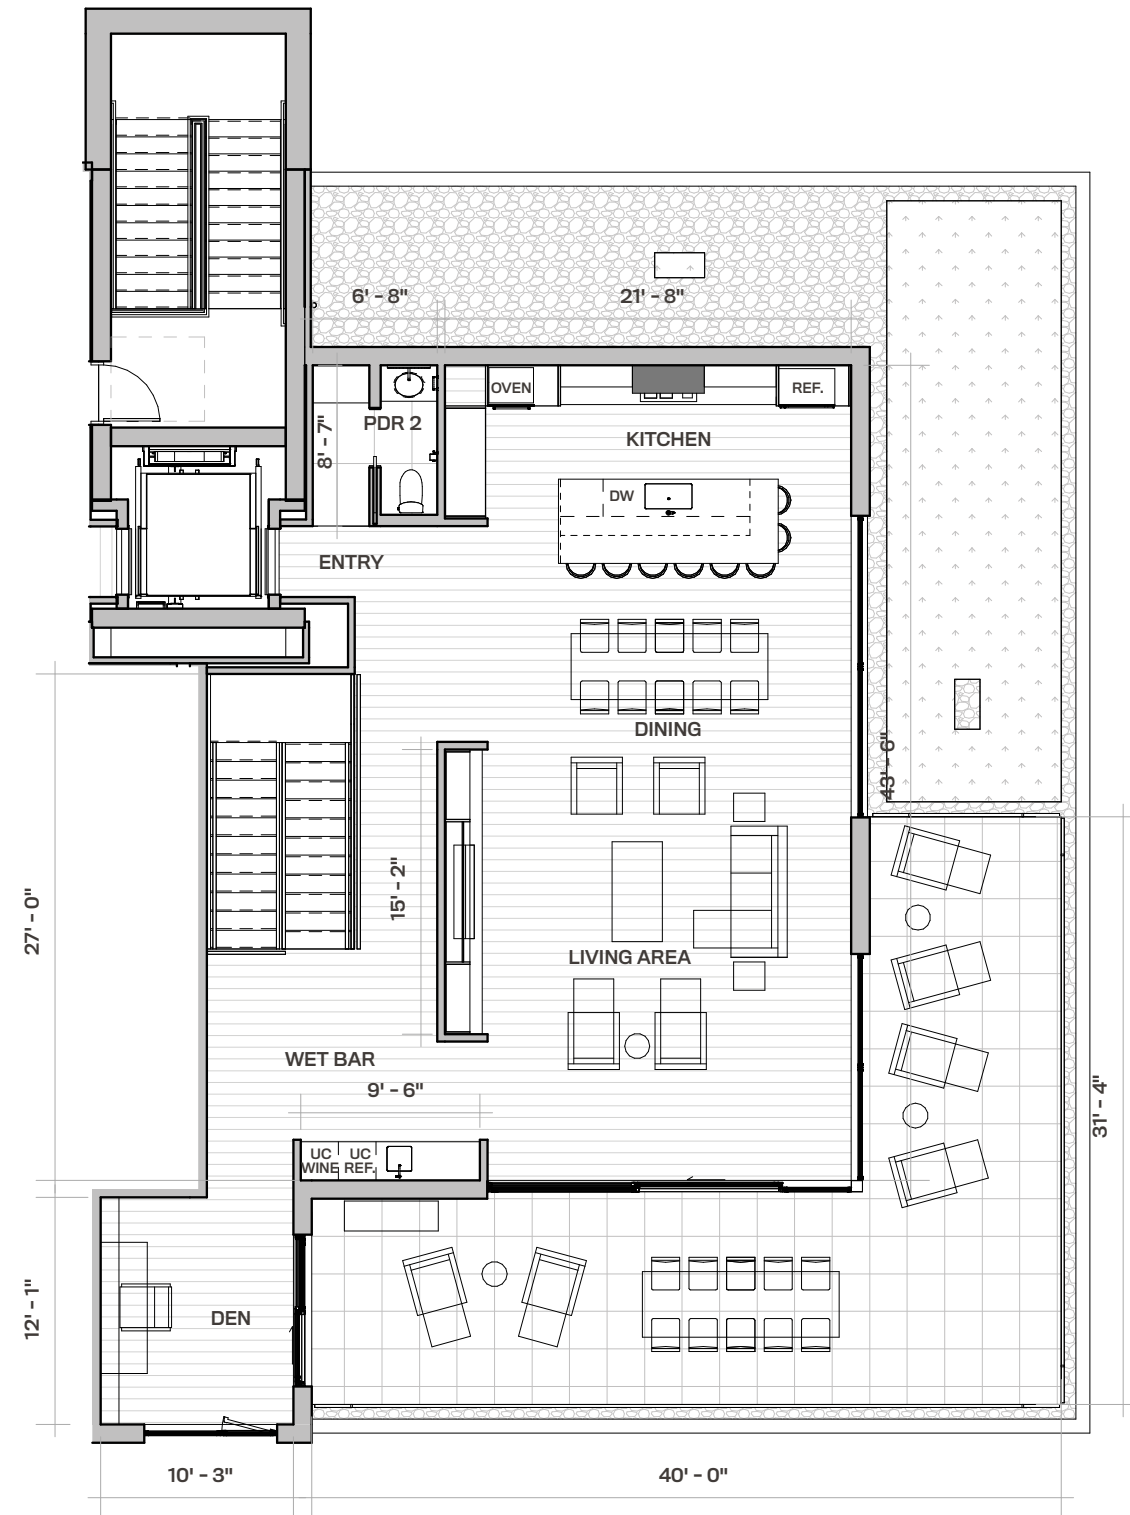 6' - 8"
21' - 8"
OVEN
REF.
PDR 2
8' - 7"
KITCHEN
DW
ENTRY
DINING
43' - 6"
15' - 2"
27' - 0"
LIVING AREA
WET BAR
9' - 6"
31' - 4"
UC
WINE
UC
REF.
12' - 1"
DEN
10' - 3"
40' - 0"